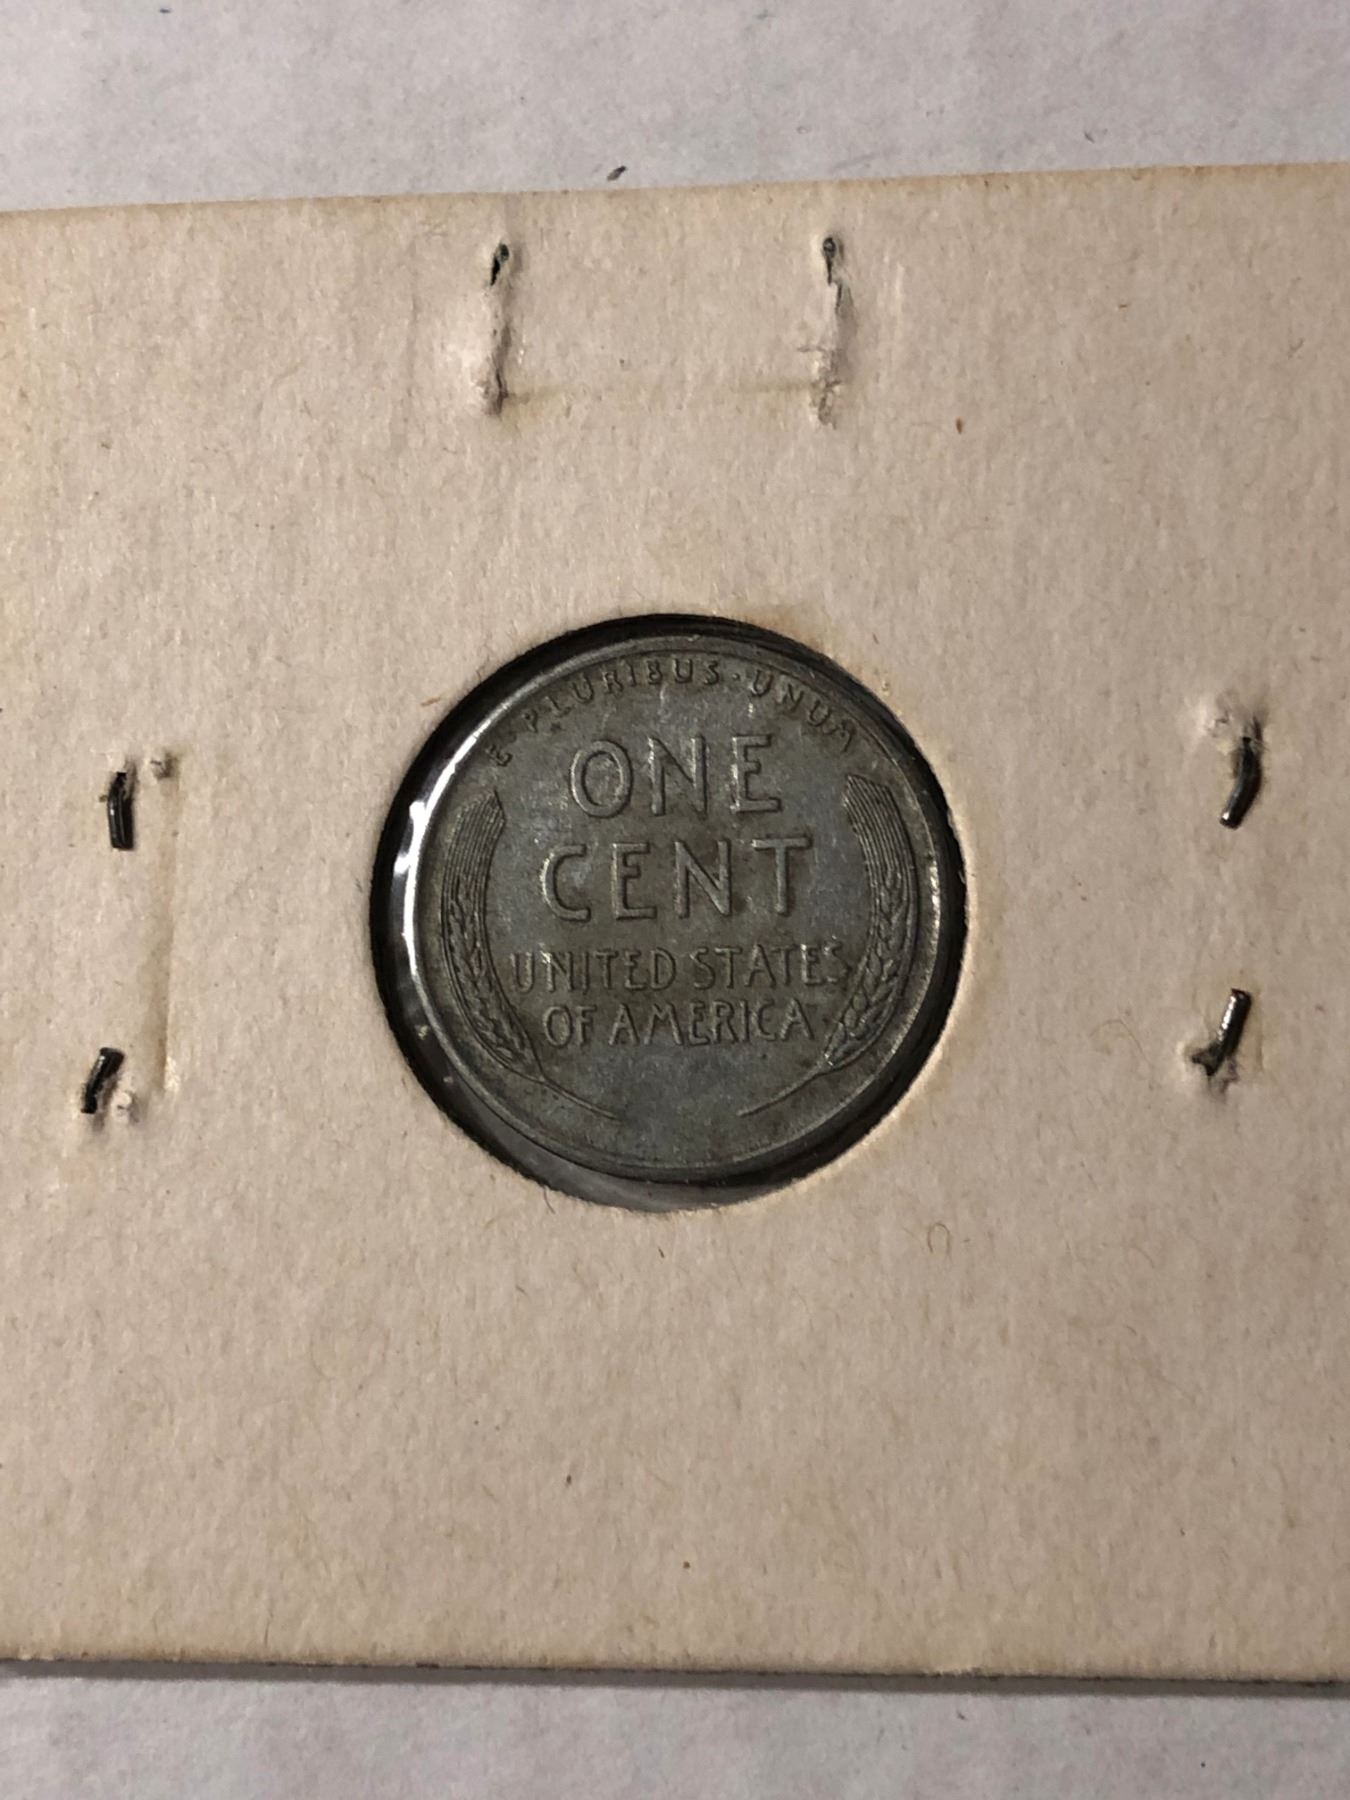 E·PLURIBUS·UNUM
ONE
CENT
UNITED STATES
OF AMERICA